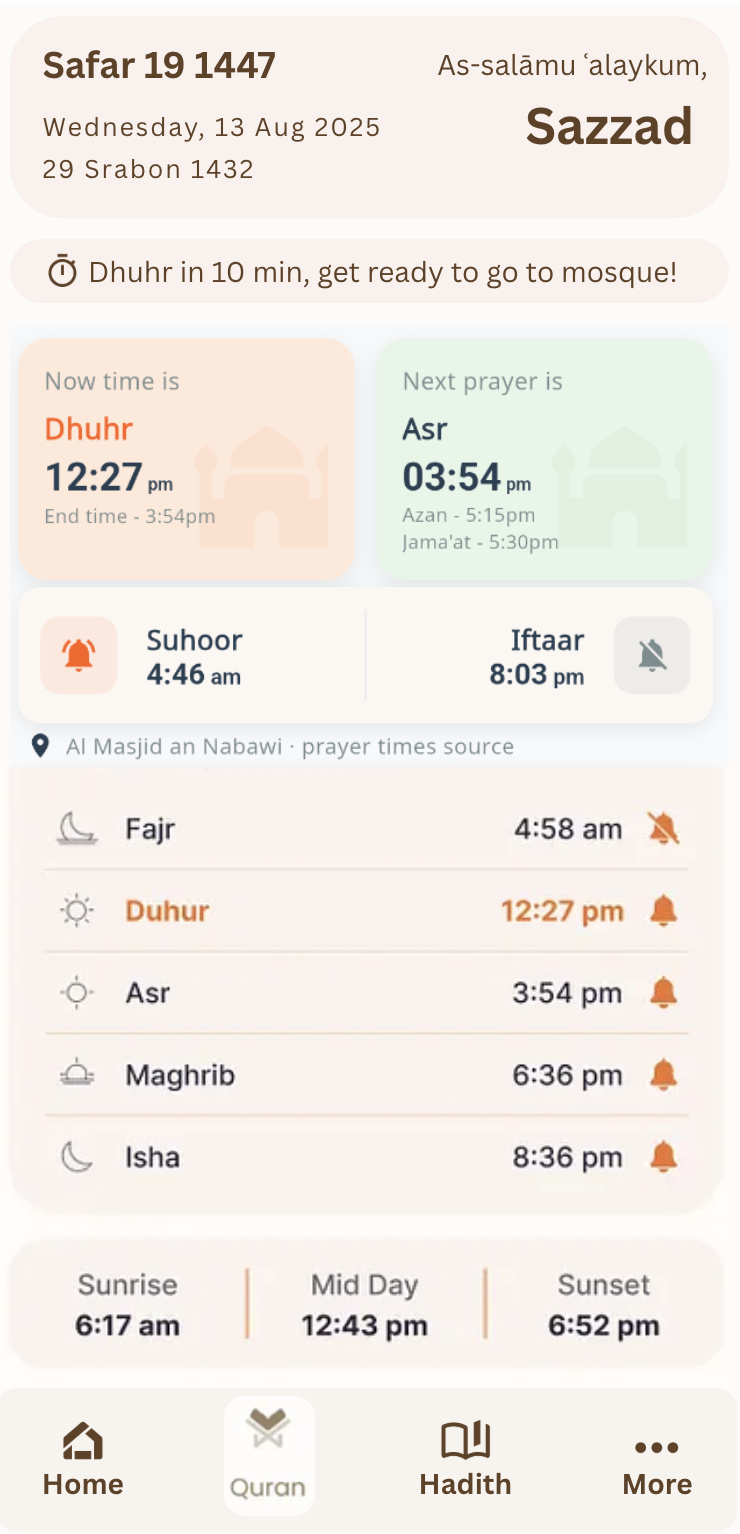 Safar 19 1447
As-salāmu ʿalaykum,
Wednesday, 13 Aug 2025
Sazzad
29 Srabon 1432
Dhuhr in 10 min, get ready to go to mosque!
Now time is
Dhuhr
12:27 pm
End time - 3:54pm
Next prayer is
Asr
03:54 pm
Azan - 5:15pm
Jama'at - 5:30pm
Suhoor
4:46 am
Iftaar
8:03 pm
Al Masjid an Nabawi · prayer times source
Fajr 4:58 am
Duhur 12:27 pm
Asr 3:54 pm
Maghrib 6:36 pm
Isha 8:36 pm
Sunrise
6:17 am
Mid Day
12:43 pm
Sunset
6:52 pm
Home
Quran
Hadith
More